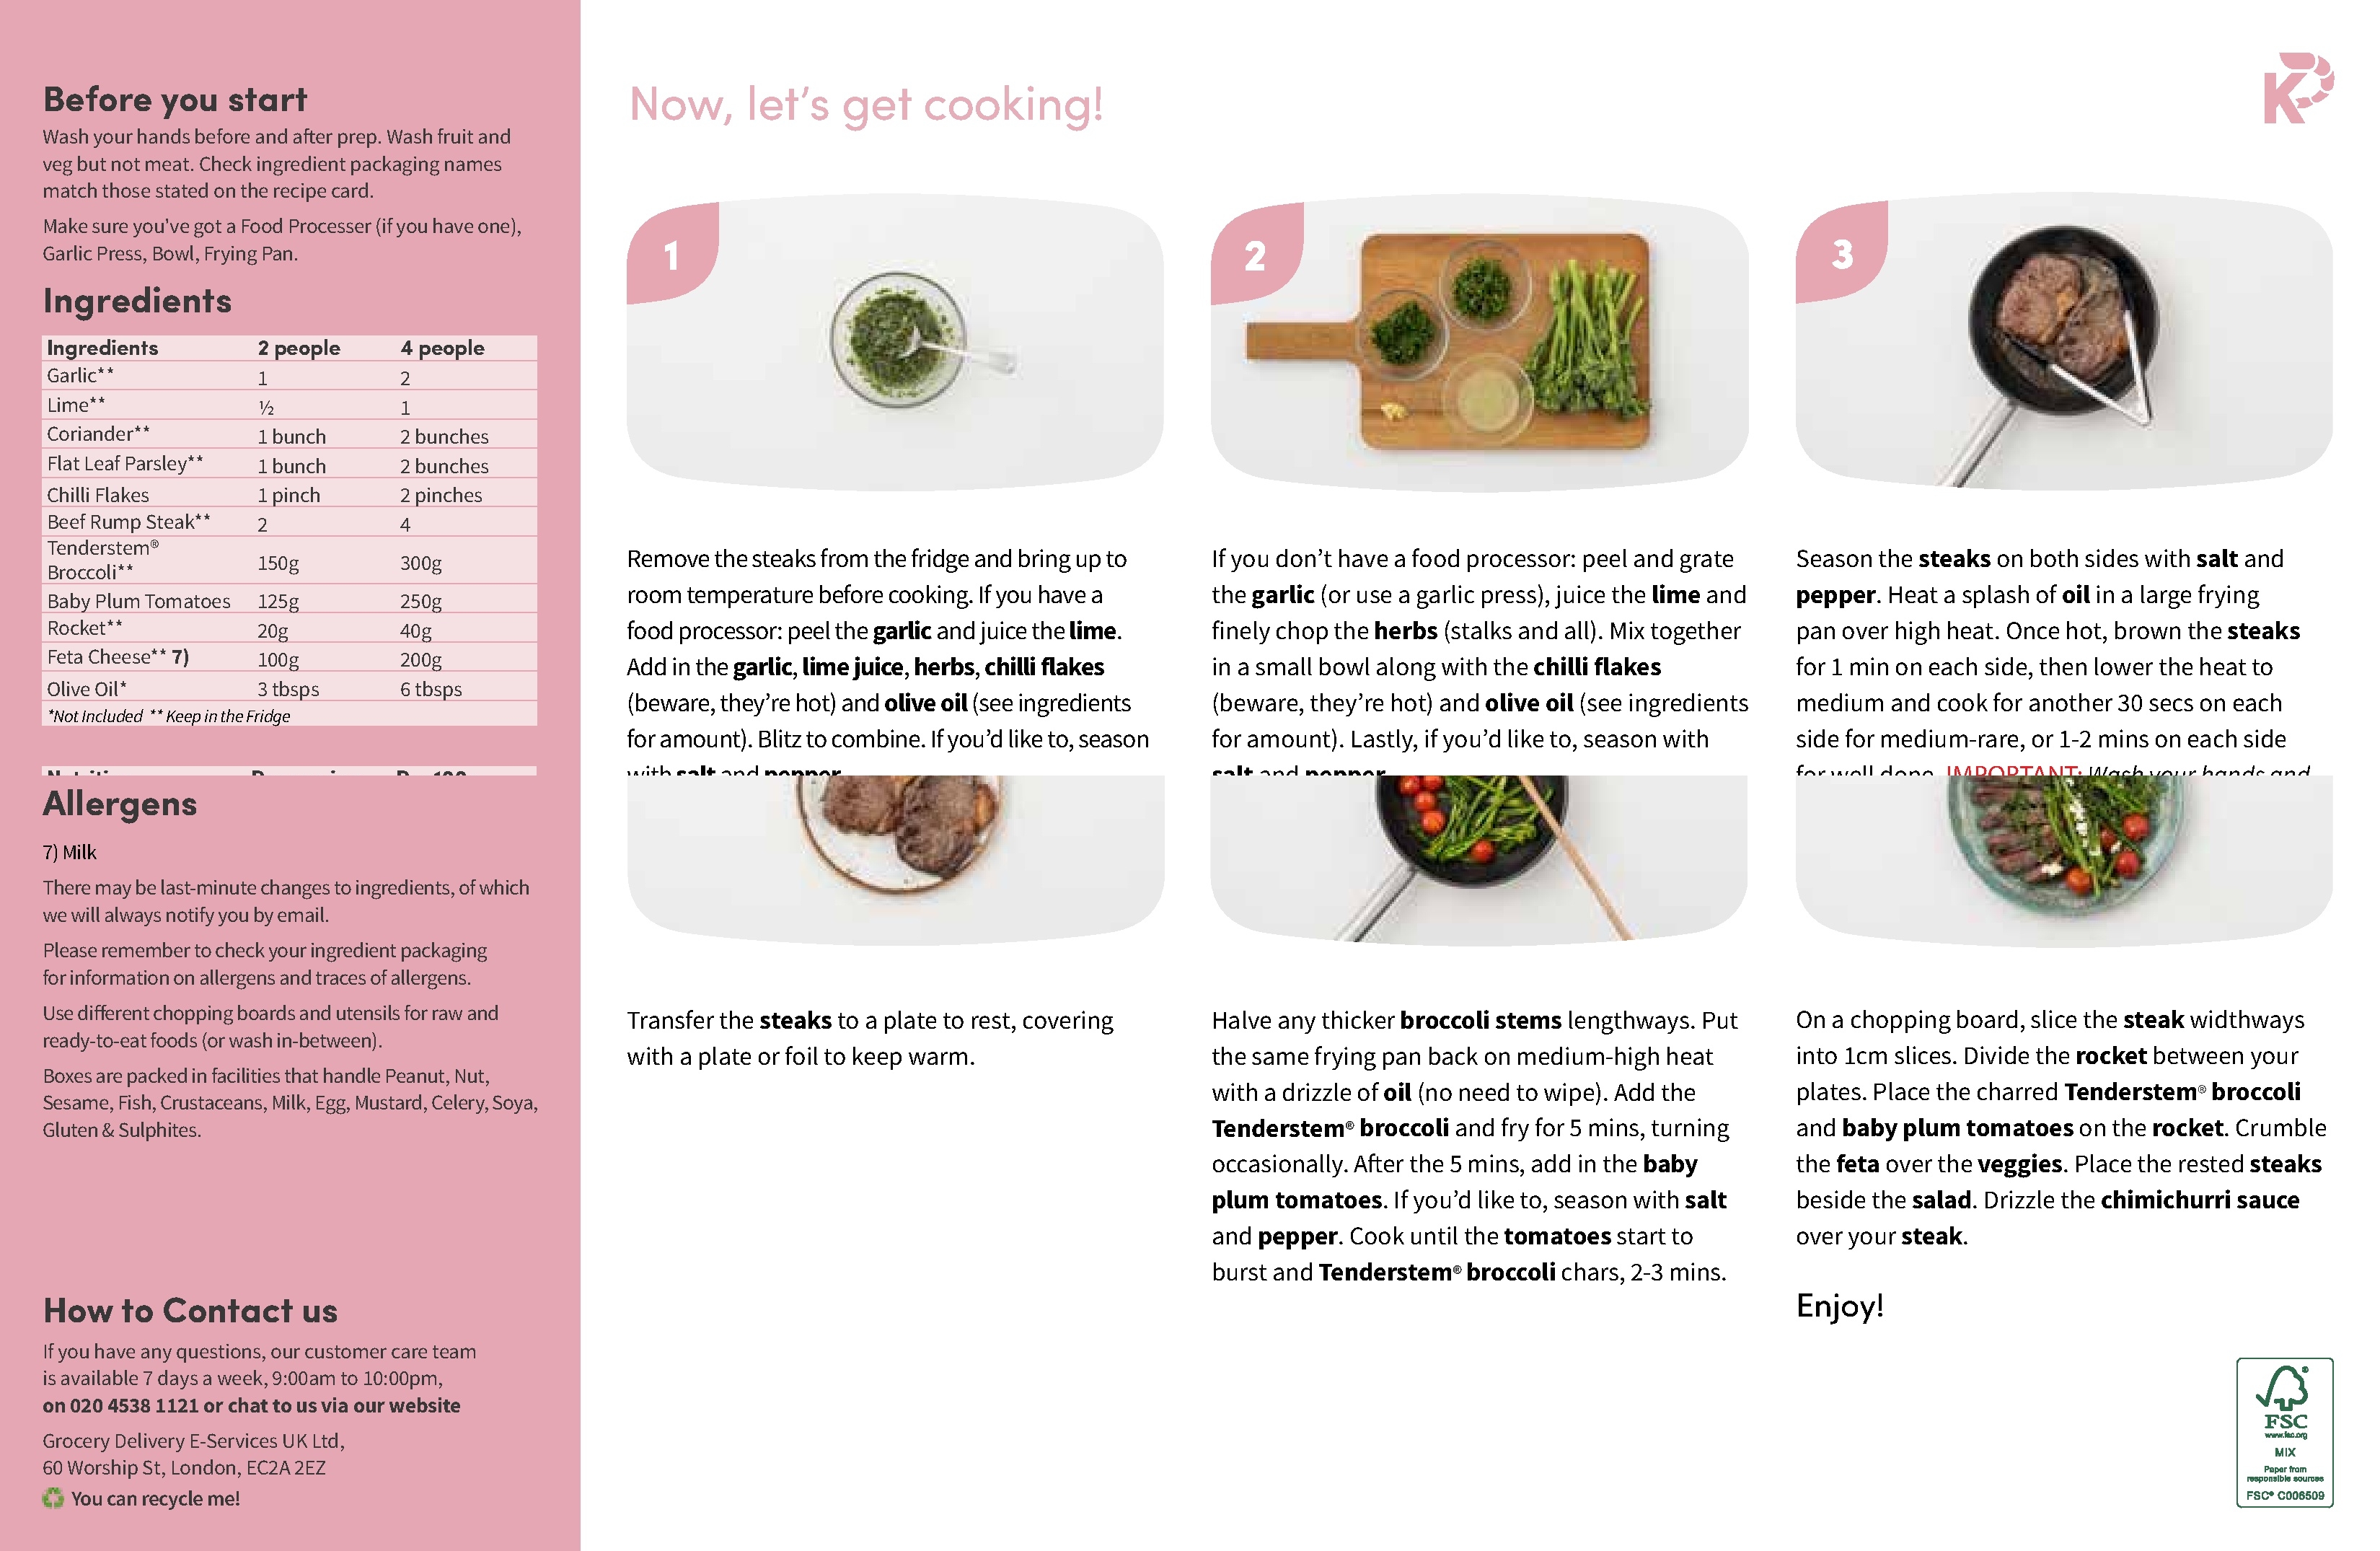 Before you start
Wash your hands before and after prep. Wash fruit and
veg but not meat. Check ingredient packaging names
match those stated on the recipe card.
Make sure you've got a Food Processer (if you have one),
Garlic Press, Bowl, Frying Pan.
Ingredients
Ingredients 2 people 4 people
Garlic** 1 2
Lime** ½ 1
Coriander** 1 bunch 2 bunches
Flat Leaf Parsley** 1 bunch 2 bunches
Chilli Flakes 1 pinch 2 pinches
Beef Rump Steak** 2 4
Tenderstem®
Broccoli** 150g 300g
Baby Plum Tomatoes 125g 250g
Rocket** 20g 40g
Feta Cheese** 7) 100g 200g
Olive Oil* 3 tbsps 6 tbsps
*Not Included ** Keep in the Fridge
Allergens
7) Milk
There may be last-minute changes to ingredients, of which
we will always notify you by email.
Please remember to check your ingredient packaging
for information on allergens and traces of allergens.
Use different chopping boards and utensils for raw and
ready-to-eat foods (or wash in-between).
Boxes are packed in facilities that handle Peanut, Nut,
Sesame, Fish, Crustaceans, Milk, Egg, Mustard, Celery, Soya,
Gluten & Sulphites.
How to Contact us
If you have any questions, our customer care team
is available 7 days a week, 9:00am to 10:00pm,
on 020 4538 1121 or chat to us via our website
Grocery Delivery E-Services UK Ltd,
60 Worship St, London, EC2A 2EZ
You can recycle me!
Now, let's get cooking!
K
1
Remove the steaks from the fridge and bring up to
room temperature before cooking. If you have a
food processor: peel the garlic and juice the lime.
Add in the garlic, lime juice, herbs, chilli flakes
(beware, they're hot) and olive oil (see ingredients
for amount). Blitz to combine. If you'd like to, season
with salt and pepper.
2
If you don't have a food processor: peel and grate
the garlic (or use a garlic press), juice the lime and
finely chop the herbs (stalks and all). Mix together
in a small bowl along with the chilli flakes
(beware, they're hot) and olive oil (see ingredients
for amount). Lastly, if you'd like to, season with
salt and pepper.
3
Season the steaks on both sides with salt and
pepper. Heat a splash of oil in a large frying
pan over high heat. Once hot, brown the steaks
for 1 min on each side, then lower the heat to
medium and cook for another 30 secs on each
side for medium-rare, or 1-2 mins on each side
for well done. IMPORTANT: Wash your hands and
Transfer the steaks to a plate to rest, covering
with a plate or foil to keep warm.
Halve any thicker broccoli stems lengthways. Put
the same frying pan back on medium-high heat
with a drizzle of oil (no need to wipe). Add the
Tenderstem® broccoli and fry for 5 mins, turning
occasionally. After the 5 mins, add in the baby
plum tomatoes. If you'd like to, season with salt
and pepper. Cook until the tomatoes start to
burst and Tenderstem® broccoli chars, 2-3 mins.
On a chopping board, slice the steak widthways
into 1cm slices. Divide the rocket between your
plates. Place the charred Tenderstem® broccoli
and baby plum tomatoes on the rocket. Crumble
the feta over the veggies. Place the rested steaks
beside the salad. Drizzle the chimichurri sauce
over your steak.
Enjoy!
FSC
www.fsc.org
MIX
Paper from
responsible sources
FSC® C006509